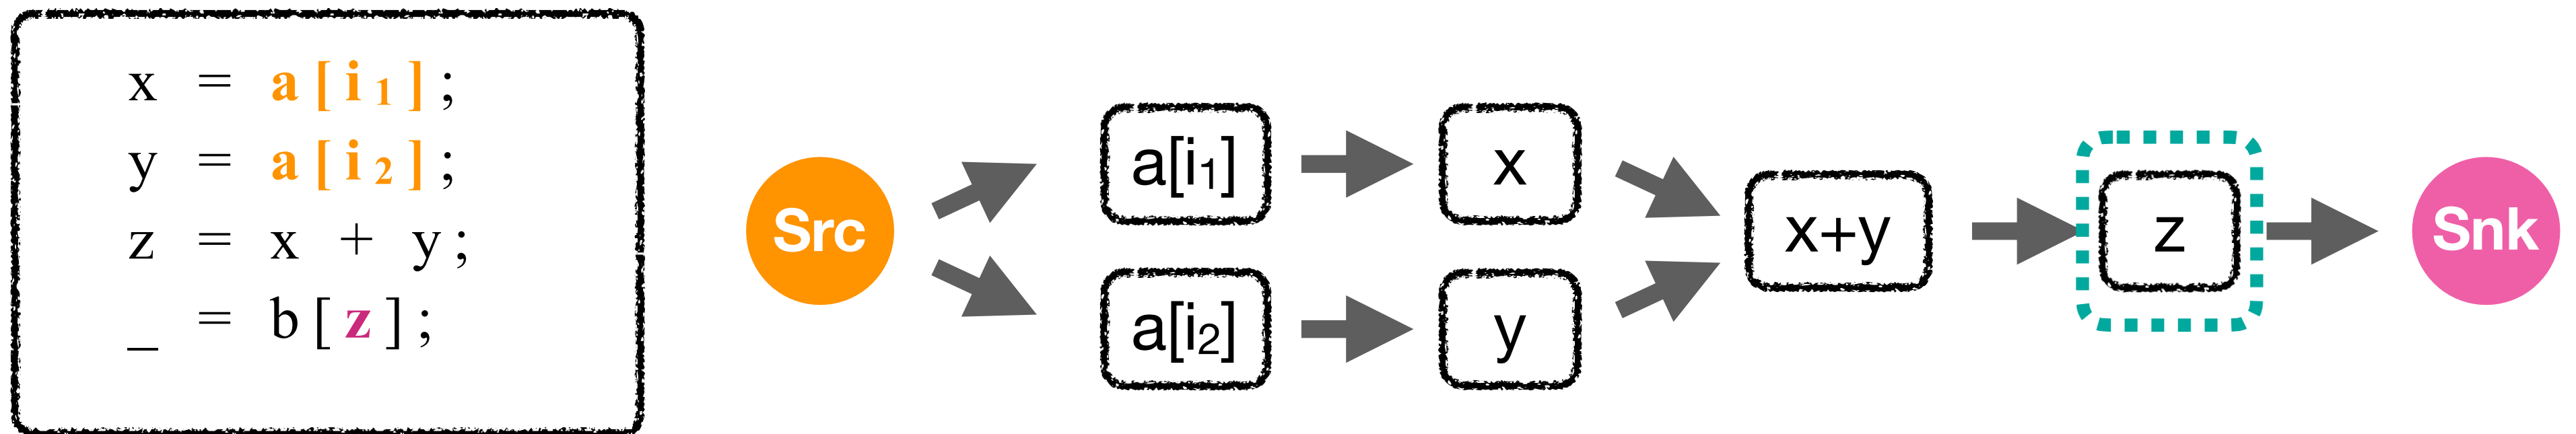 x = a[i₁];
y = a[i₂];
z = x + y;
_ = b[z];
Src
a[i₁]
x
a[i₂]
y
x+y
z
Snk